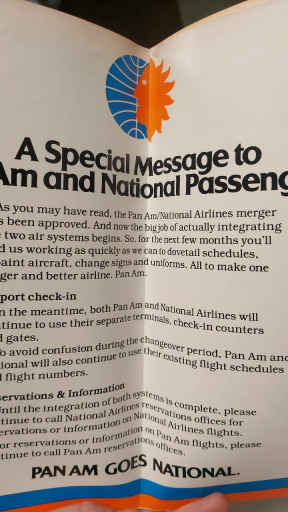 A Special Message to
Am and National Passeng
As you may have read, the Pan Am/National Airlines merger
s been approved. And now the big job of actually integrating
e two air systems begins. So, for the next few months you'll
d us working as quickly as we can to dovetail schedules,
aint aircraft, change signs and uniforms. All to make one
ger and better airline. Pan Am.
port check-in
n the meantime, both Pan Am and National Airlines will
tinue to use their separate terminals, check-in counters
d gates.
o avoid confusion during the changeover period, Pan Am and
ional will also continue to use their existing flight schedules
d flight numbers.
servations & Information
Until the integration of both systems is complete, please
tinue to call National Airlines reservations offices for
ervations or information on National Airlines flights.
or reservations or information on Pan Am flights, please
tinue to call Pan Am reservations offices.
PAN AM GOES NATIONAL.